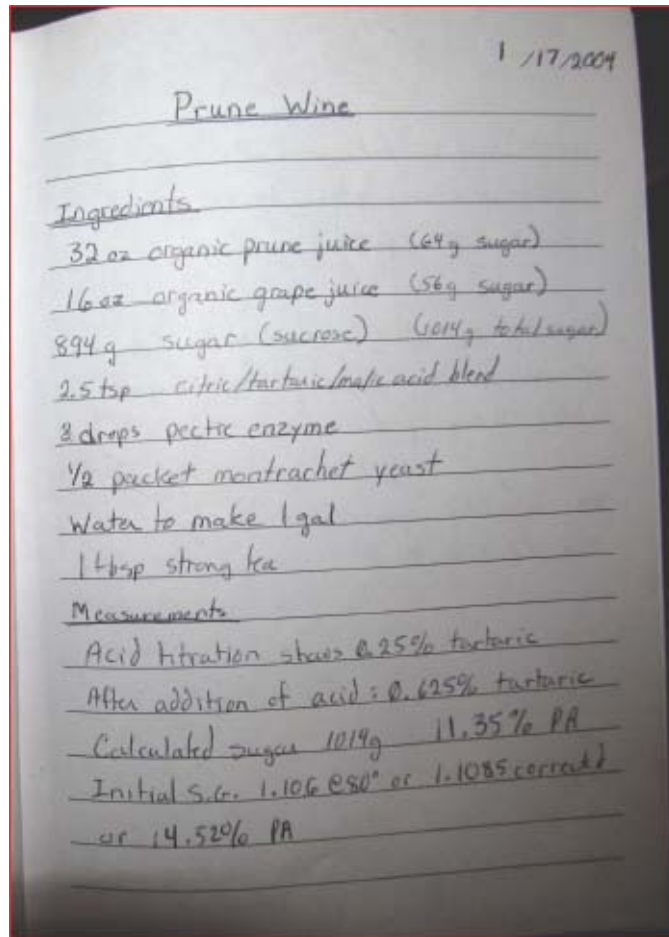 1/17/2004
Prune Wine
Ingredients
32 oz organic prune juice (64g sugar)
16 oz organic grape juice (56g sugar)
894g sugar (sucrose) (1014g total sugar)
2.5 tsp citric/tartaric/malic acid blend
3 drops pectic enzyme
1/2 packet montrachet yeast
Water to make 1 gal
1 tbsp strong tea
Measurements
Acid titration shows 0.25% tartaric
After addition of acid: 0.625% tartaric
Calculated sugar 1014g 11.35% PA
Initial S.G. 1.106 @80° or 1.1085 corrected
or 14.52% PA